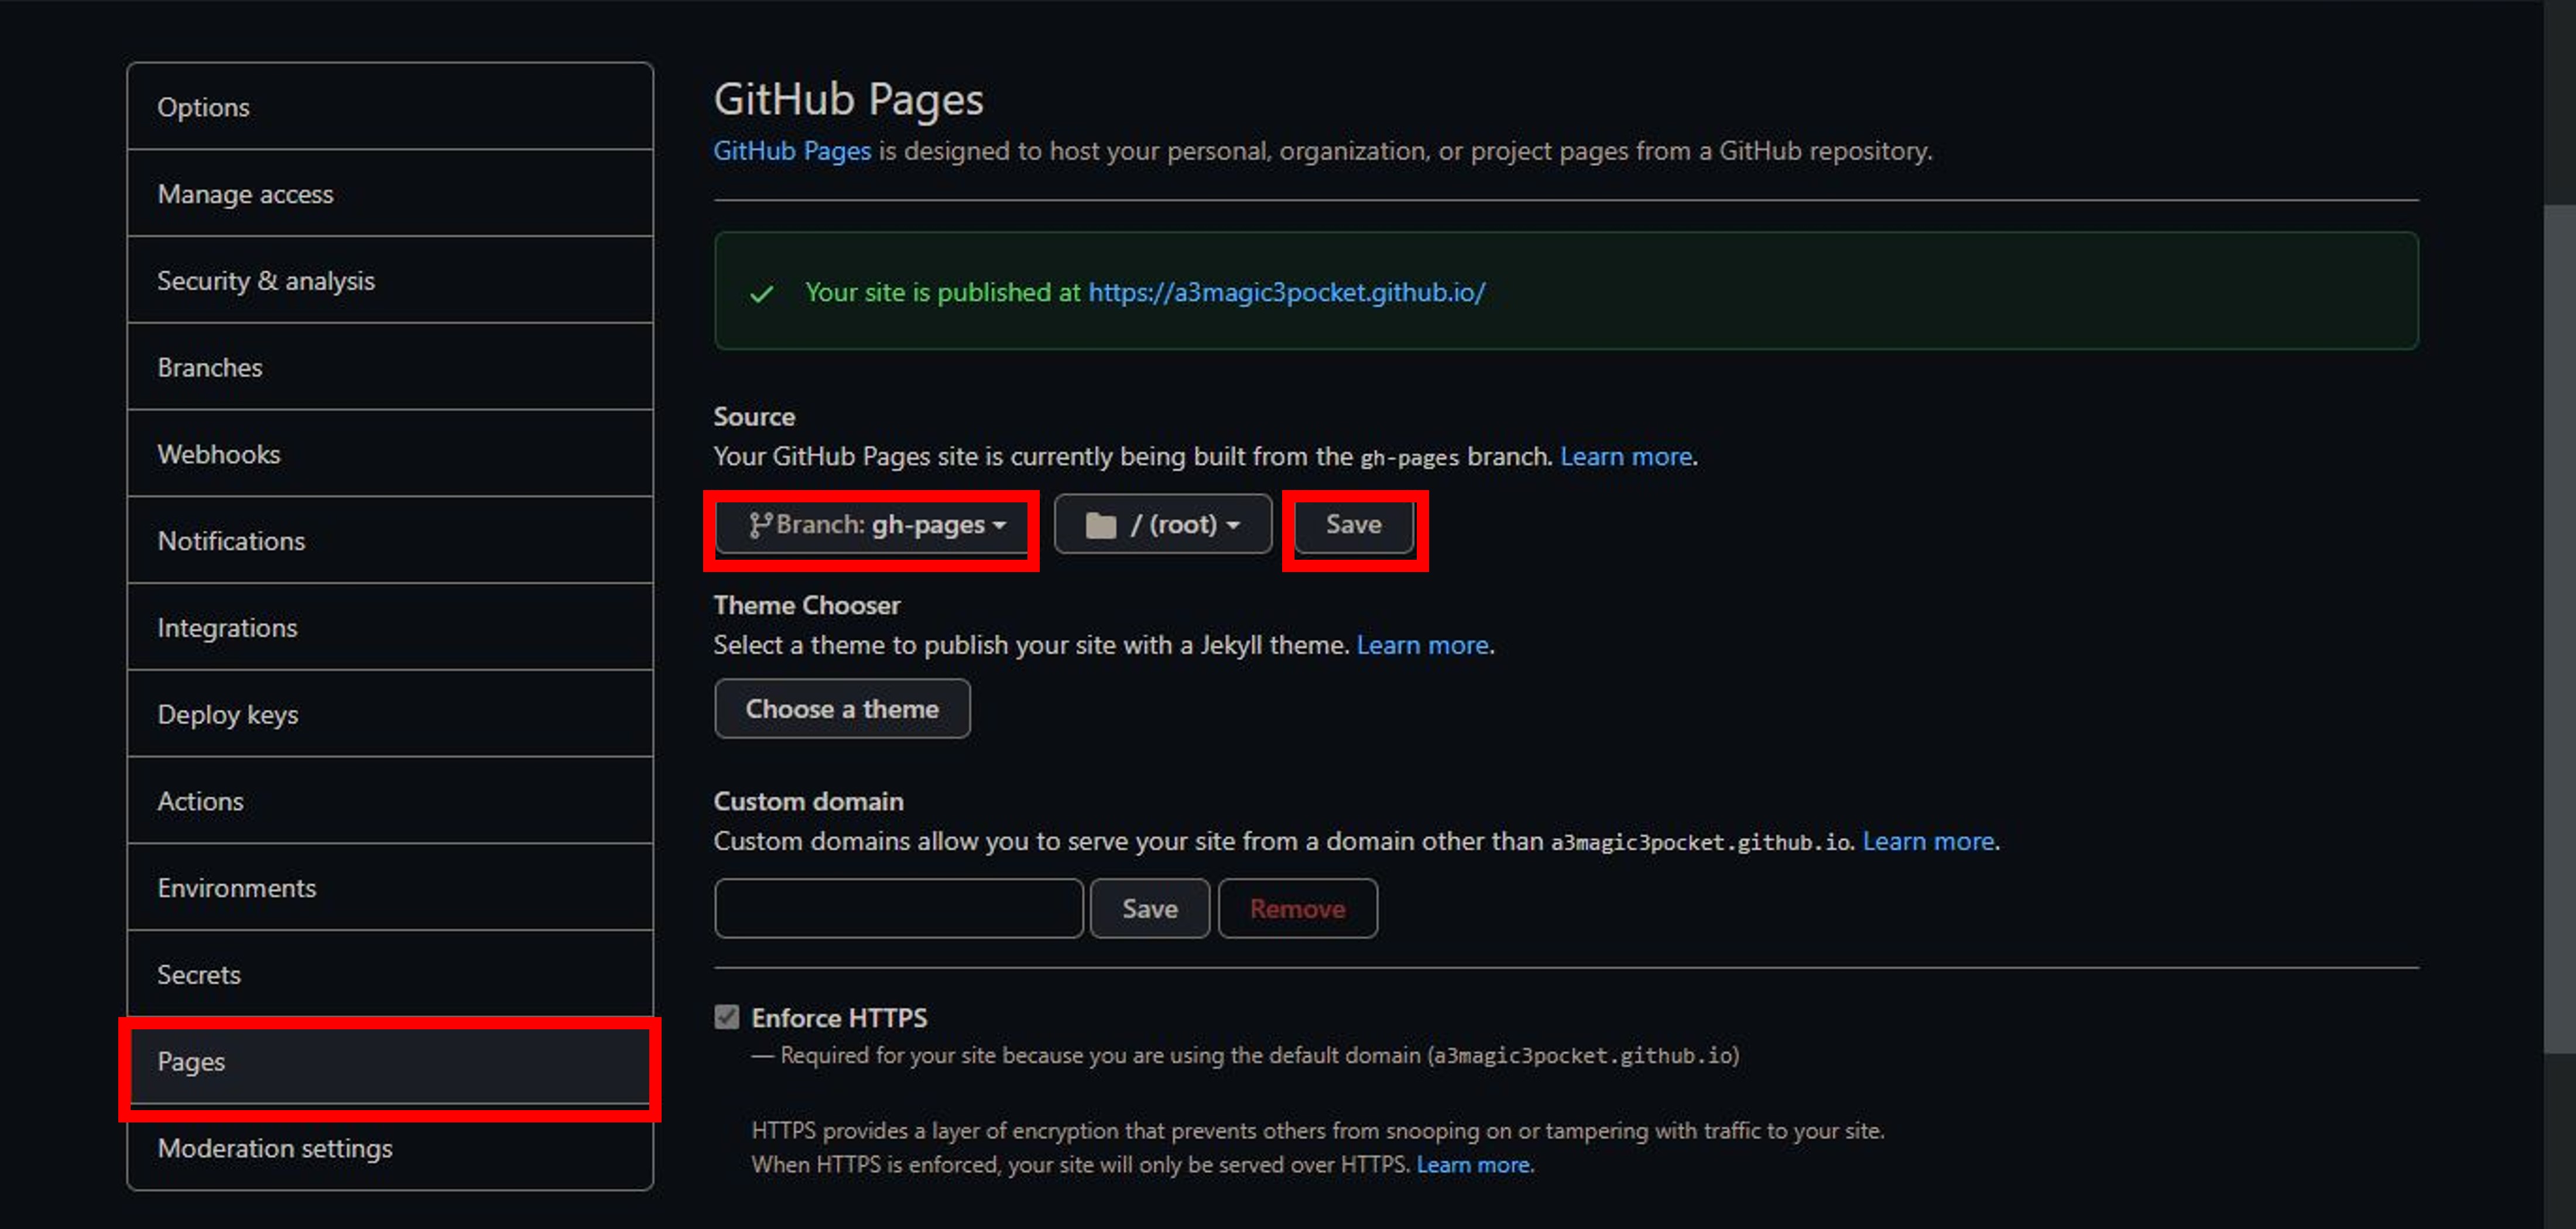 Options
Manage access
Security & analysis
Branches
Webhooks
Notifications
Integrations
Deploy keys
Actions
Environments
Secrets
Pages
Moderation settings
GitHub Pages
GitHub Pages is designed to host your personal, organization, or project pages from a GitHub repository.
Your site is published at https://a3magic3pocket.github.io/
Source
Your GitHub Pages site is currently being built from the gh-pages branch. Learn more.
Branch: gh-pages
/ (root)
Save
Theme Chooser
Select a theme to publish your site with a Jekyll theme. Learn more.
Choose a theme
Custom domain
Custom domains allow you to serve your site from a domain other than a3magic3pocket.github.io. Learn more.
Save
Remove
Enforce HTTPS
— Required for your site because you are using the default domain (a3magic3pocket.github.io)
HTTPS provides a layer of encryption that prevents others from snooping on or tampering with traffic to your site.
When HTTPS is enforced, your site will only be served over HTTPS. Learn more.